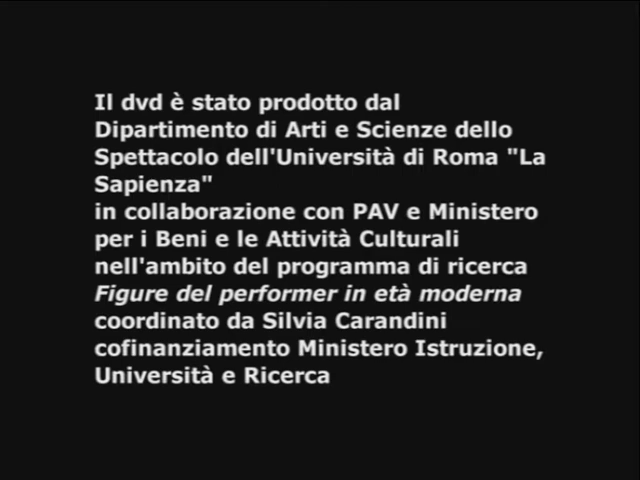 Il dvd è stato prodotto dal
Dipartimento di Arti e Scienze dello
Spettacolo dell'Università di Roma "La
Sapienza"
in collaborazione con PAV e Ministero
per i Beni e le Attività Culturali
nell'ambito del programma di ricerca
Figure del performer in età moderna
coordinato da Silvia Carandini
cofinanziamento Ministero Istruzione,
Università e Ricerca